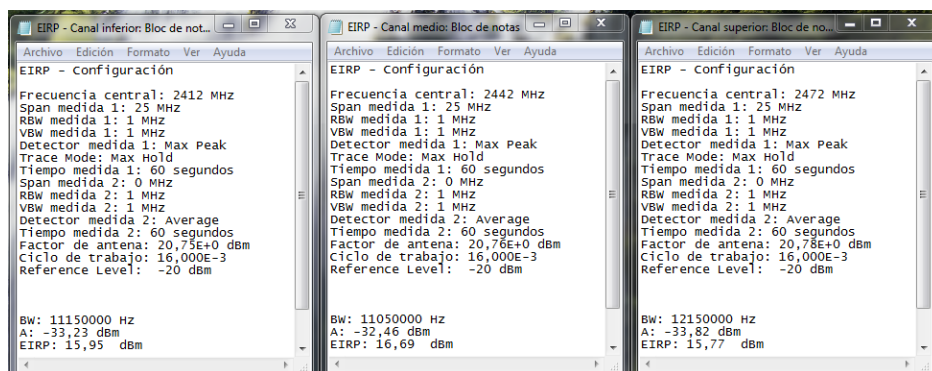 EIRP - Canal inferior: Bloc de not...
Archivo Edición Formato Ver Ayuda
EIRP - Configuración
Frecuencia central: 2412 MHz
Span medida 1: 25 MHz
RBW medida 1: 1 MHz
VBW medida 1: 1 MHz
Detector medida 1: Max Peak
Trace Mode: Max Hold
Tiempo medida 1: 60 segundos
Span medida 2: 0 MHz
RBW medida 2: 1 MHz
VBW medida 2: 1 MHz
Detector medida 2: Average
Tiempo medida 2: 60 segundos
Factor de antena: 20,75E+0 dBm
Ciclo de trabajo: 16,000E-3
Reference Level: -20 dBm
BW: 11150000 Hz
A: -33,23 dBm
EIRP: 15,95 dBm
EIRP - Canal medio: Bloc de notas
Archivo Edición Formato Ver Ayuda
EIRP - Configuración
Frecuencia central: 2442 MHz
Span medida 1: 25 MHz
RBW medida 1: 1 MHz
VBW medida 1: 1 MHz
Detector medida 1: Max Peak
Trace Mode: Max Hold
Tiempo medida 1: 60 segundos
Span medida 2: 0 MHz
RBW medida 2: 1 MHz
VBW medida 2: 1 MHz
Detector medida 2: Average
Tiempo medida 2: 60 segundos
Factor de antena: 20,76E+0 dBm
Ciclo de trabajo: 16,000E-3
Reference Level: -20 dBm
BW: 11050000 Hz
A: -32,46 dBm
EIRP: 16,69 dBm
EIRP - Canal superior: Bloc de no...
Archivo Edición Formato Ver Ayuda
EIRP - Configuración
Frecuencia central: 2472 MHz
Span medida 1: 25 MHz
RBW medida 1: 1 MHz
VBW medida 1: 1 MHz
Detector medida 1: Max Peak
Trace Mode: Max Hold
Tiempo medida 1: 60 segundos
Span medida 2: 0 MHz
RBW medida 2: 1 MHz
VBW medida 2: 1 MHz
Detector medida 2: Average
Tiempo medida 2: 60 segundos
Factor de antena: 20,78E+0 dBm
Ciclo de trabajo: 16,000E-3
Reference Level: -20 dBm
BW: 12150000 Hz
A: -33,82 dBm
EIRP: 15,77 dBm